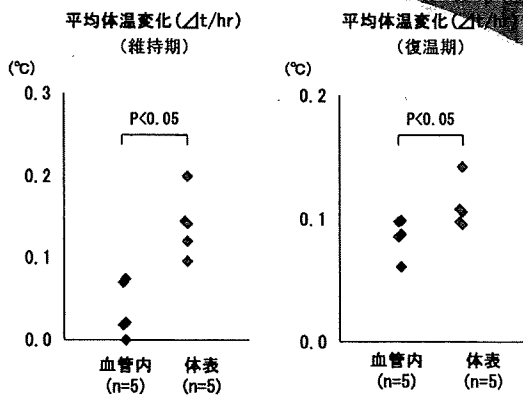 平均体温変化(⊿t/hr)
(維持期)
(℃)
0.3
0.2
0.1
0.0
P<0.05
血管内
(n=5)
体表
(n=5)
平均体温変化(⊿t/hr)
(復温期)
(℃)
0.2
0.1
0.0
P<0.05
血管内
(n=5)
体表
(n=5)